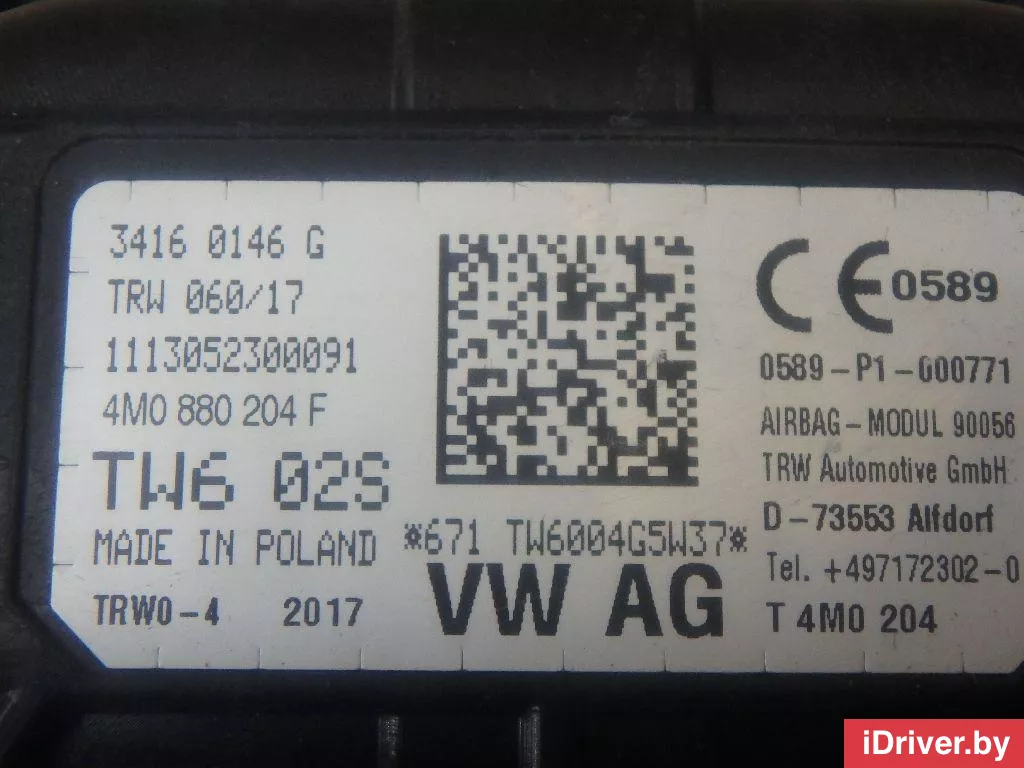 3416 0146 G
TRW 060/17
1113052300091
4M0 880 204 F
TW6 02S
MADE IN POLAND
TRW0-4 2017
*671 TW6004G5W37*
VW AG
CE 0589
0589-P1-000771
AIRBAG-MODUL 90056
TRW Automotive GmbH
D-73553 Alfdorf
Tel. +497172302-0
T 4M0 204
iDriver.by